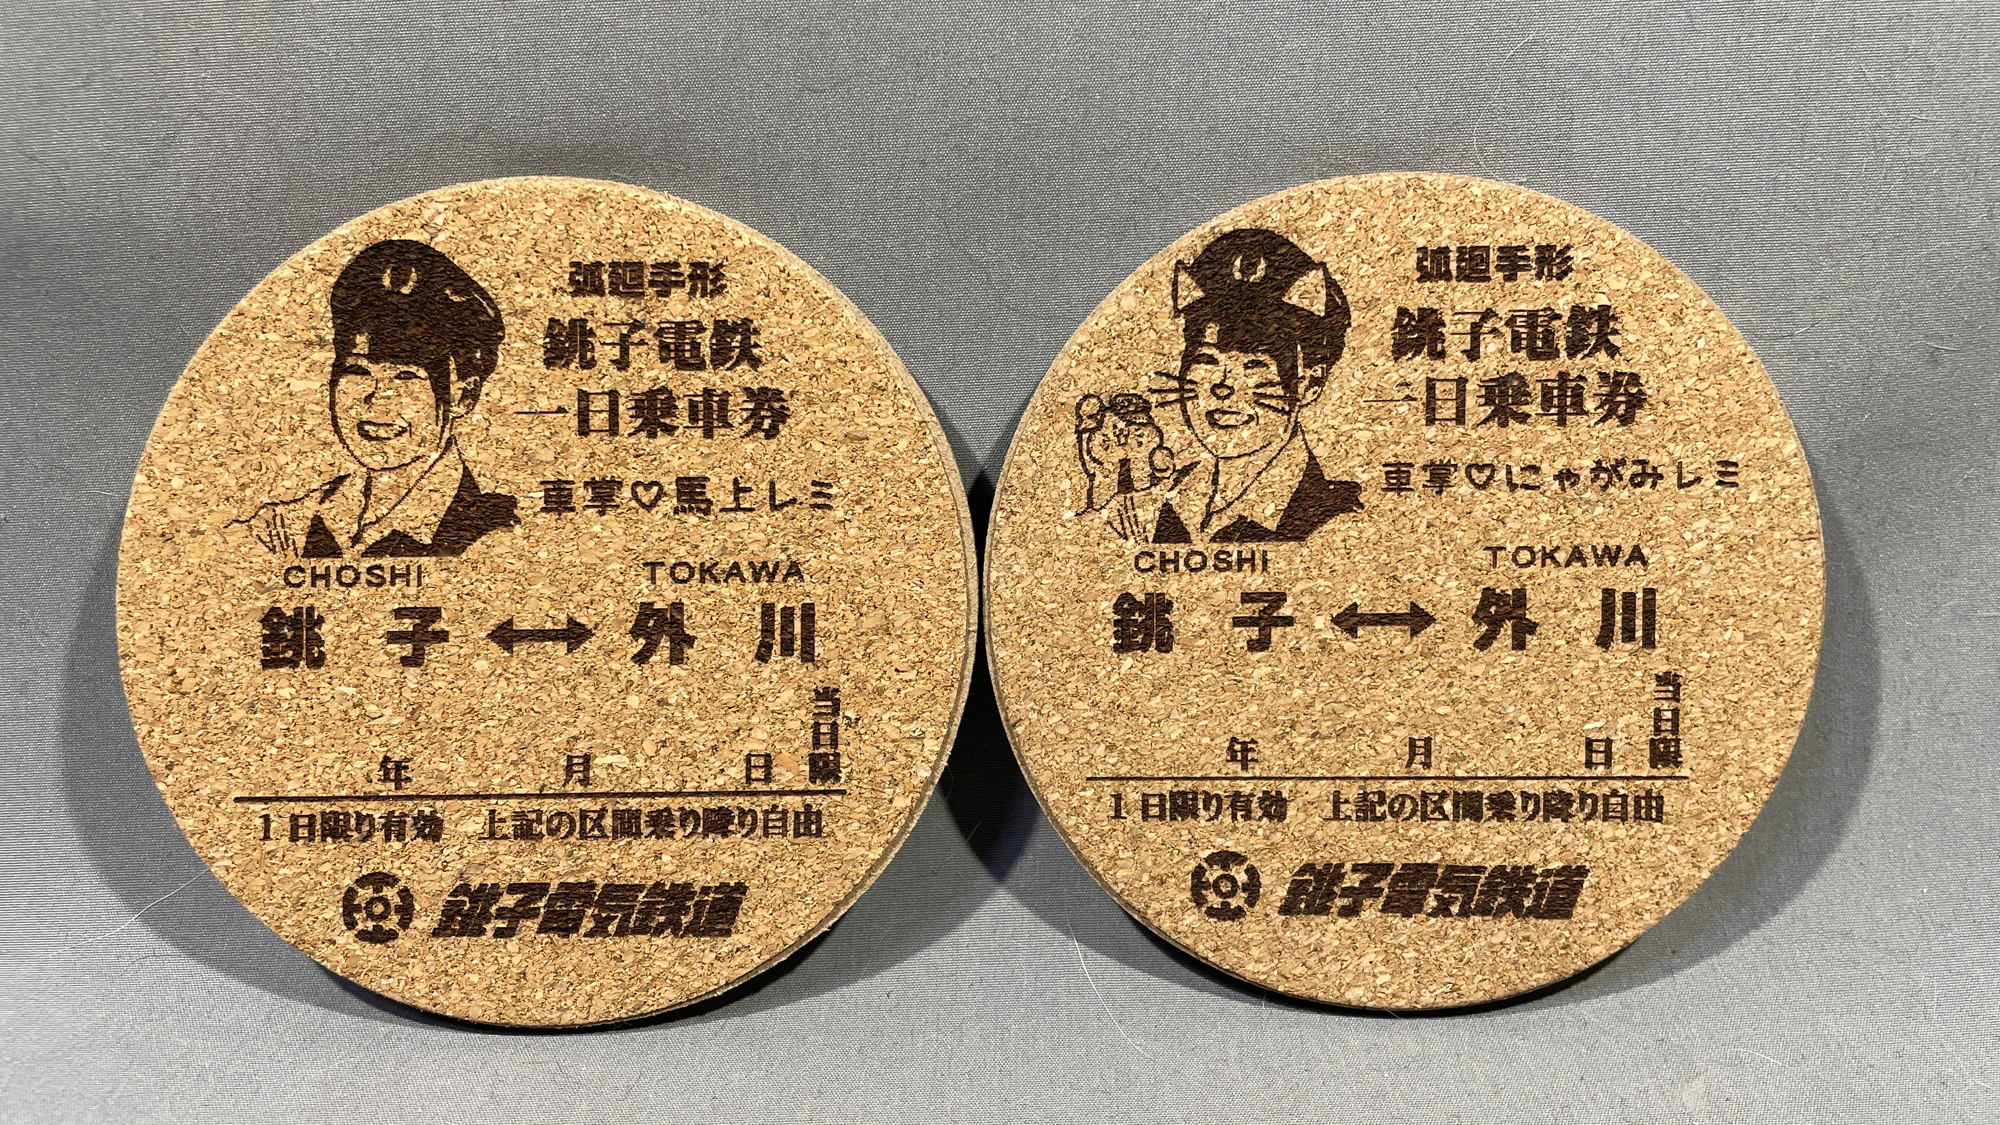 弧廻手形
銚子電鉄
一日乗車券
車掌♡馬上レミ
CHOSHI TOKAWA
銚子↔外川
当日限
年 月 日
1日限り有効 上記の区間乗り降り自由
銚子電気鉄道
弧廻手形
銚子電鉄
一日乗車券
車掌♡にゃがみレミ
CHOSHI TOKAWA
銚子↔外川
当日限
年 月 日
1日限り有効 上記の区間乗り降り自由
銚子電気鉄道